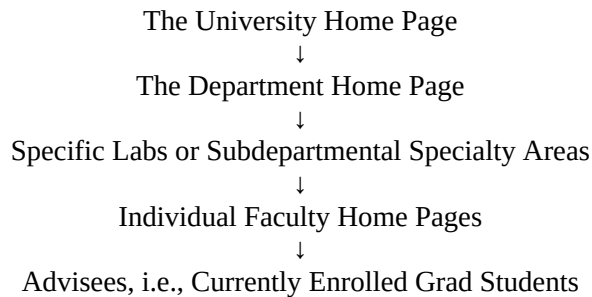 The University Home Page
↓
The Department Home Page
↓
Specific Labs or Subdepartmental Specialty Areas
↓
Individual Faculty Home Pages
↓
Advisees, i.e., Currently Enrolled Grad Students